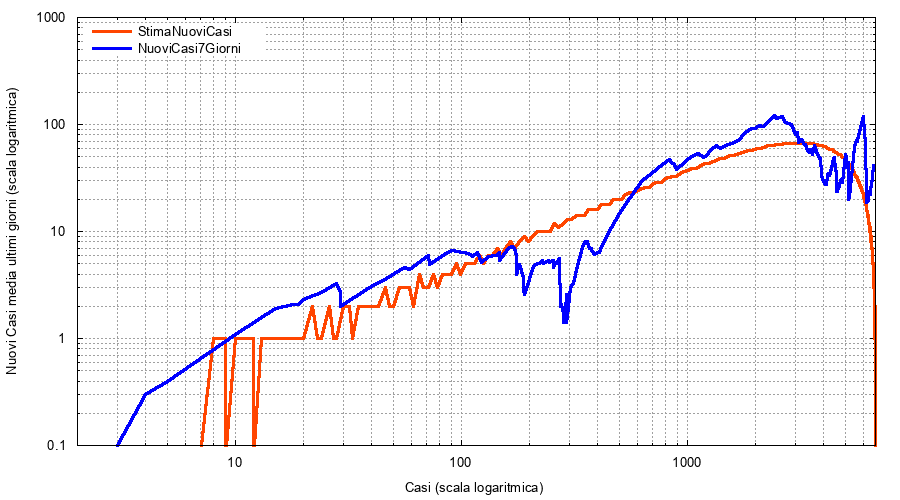 1000
StimaNuoviCasi
NuoviCasi7Giorni
100
10
1
0.1
10
100
1000
Nuovi Casi media ultimi giorni (scala logaritmica)
Casi (scala logaritmica)